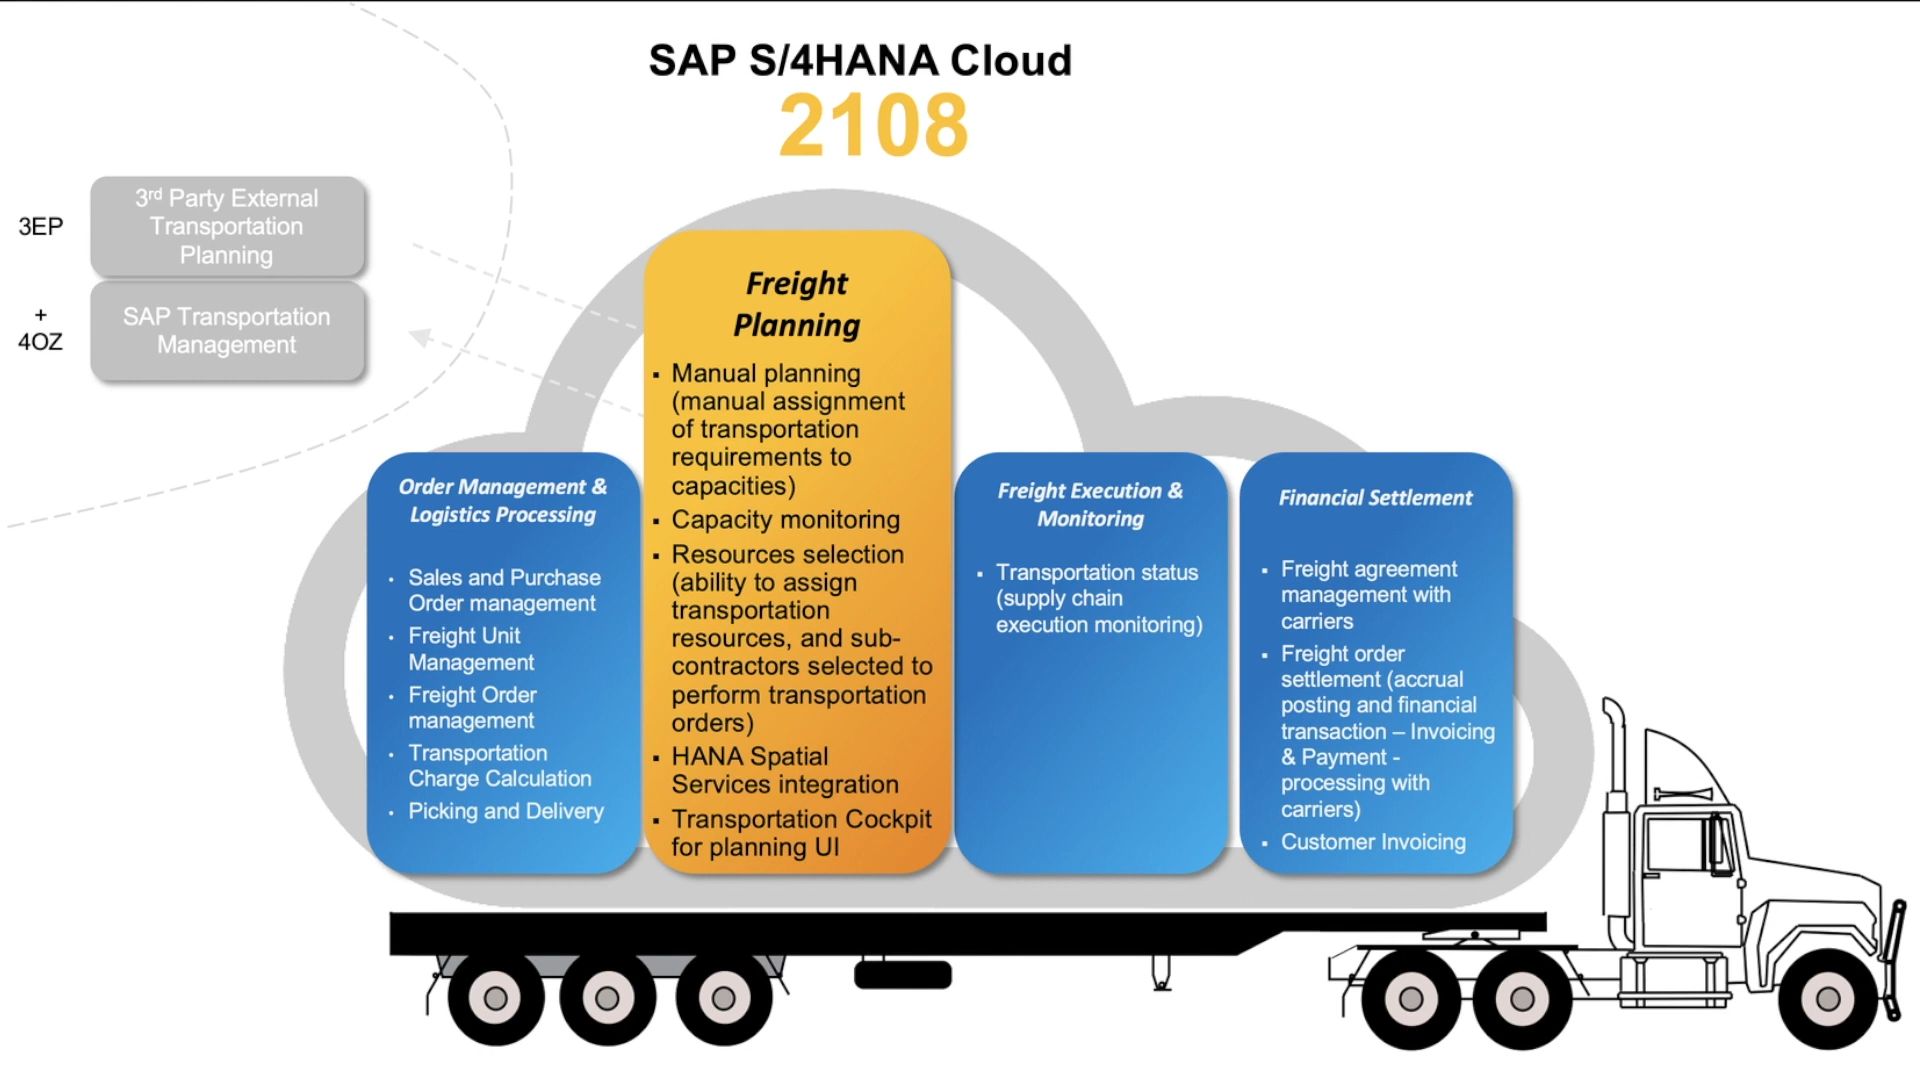 SAP S/4HANA Cloud
2108
3EP
3rd Party External
Transportation
Planning
+
4OZ
SAP Transportation
Management
Order Management &
Logistics Processing
• Sales and Purchase
Order management
• Freight Unit
Management
• Freight Order
management
• Transportation
Charge Calculation
• Picking and Delivery
Freight
Planning
▪ Manual planning
(manual assignment
of transportation
requirements to
capacities)
▪ Capacity monitoring
▪ Resources selection
(ability to assign
transportation
resources, and sub-
contractors selected to
perform transportation
orders)
▪ HANA Spatial
Services integration
▪ Transportation Cockpit
for planning UI
Freight Execution &
Monitoring
▪ Transportation status
(supply chain
execution monitoring)
Financial Settlement
▪ Freight agreement
management with
carriers
▪ Freight order
settlement (accrual
posting and financial
transaction – Invoicing
& Payment -
processing with
carriers)
▪ Customer Invoicing